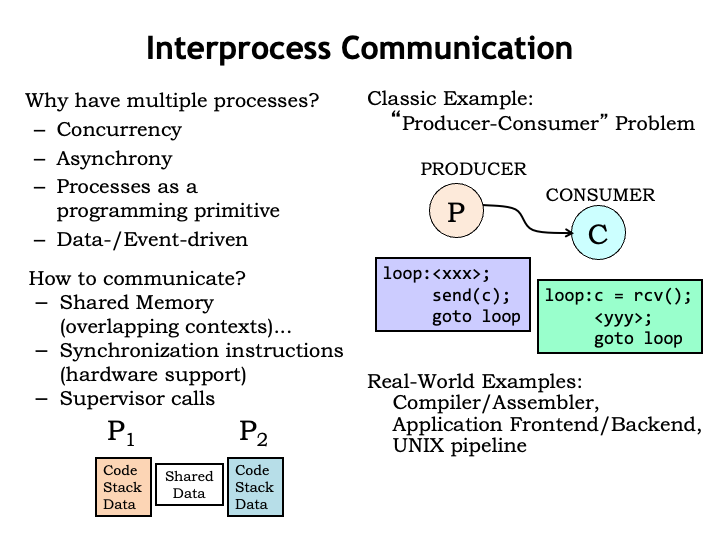 Interprocess Communication
Why have multiple processes?
– Concurrency
– Asynchrony
– Processes as a
programming primitive
– Data-/Event-driven
How to communicate?
– Shared Memory
(overlapping contexts)...
– Synchronization instructions
(hardware support)
– Supervisor calls
P1
P2
Code
Stack
Data
Shared
Data
Code
Stack
Data
Classic Example:
“Producer-Consumer” Problem
PRODUCER
P
CONSUMER
C
loop:<xxx>;
send(c);
goto loop
loop:c = rcv();
<yyy>;
goto loop
Real-World Examples:
Compiler/Assembler,
Application Frontend/Backend,
UNIX pipeline